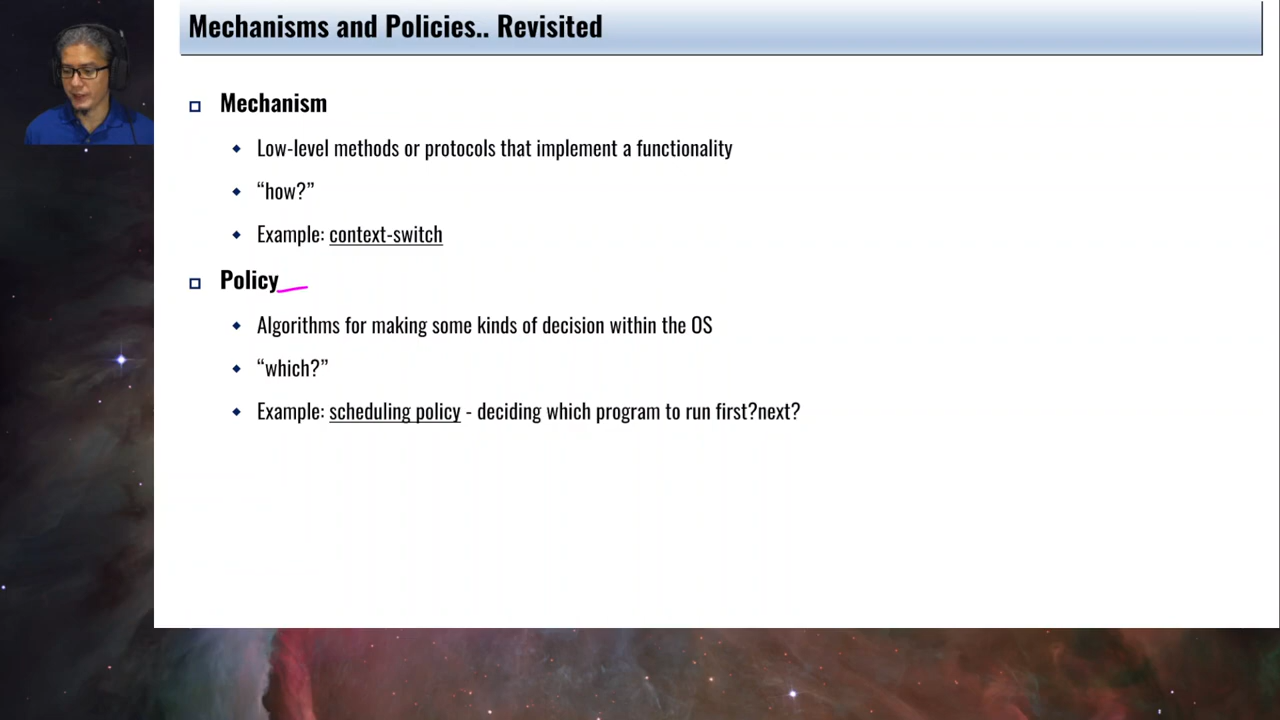 Mechanisms and Policies.. Revisited
Mechanism
Low-level methods or protocols that implement a functionality
“how?”
Example: context-switch
Policy
Algorithms for making some kinds of decision within the OS
“which?”
Example: scheduling policy - deciding which program to run first?next?